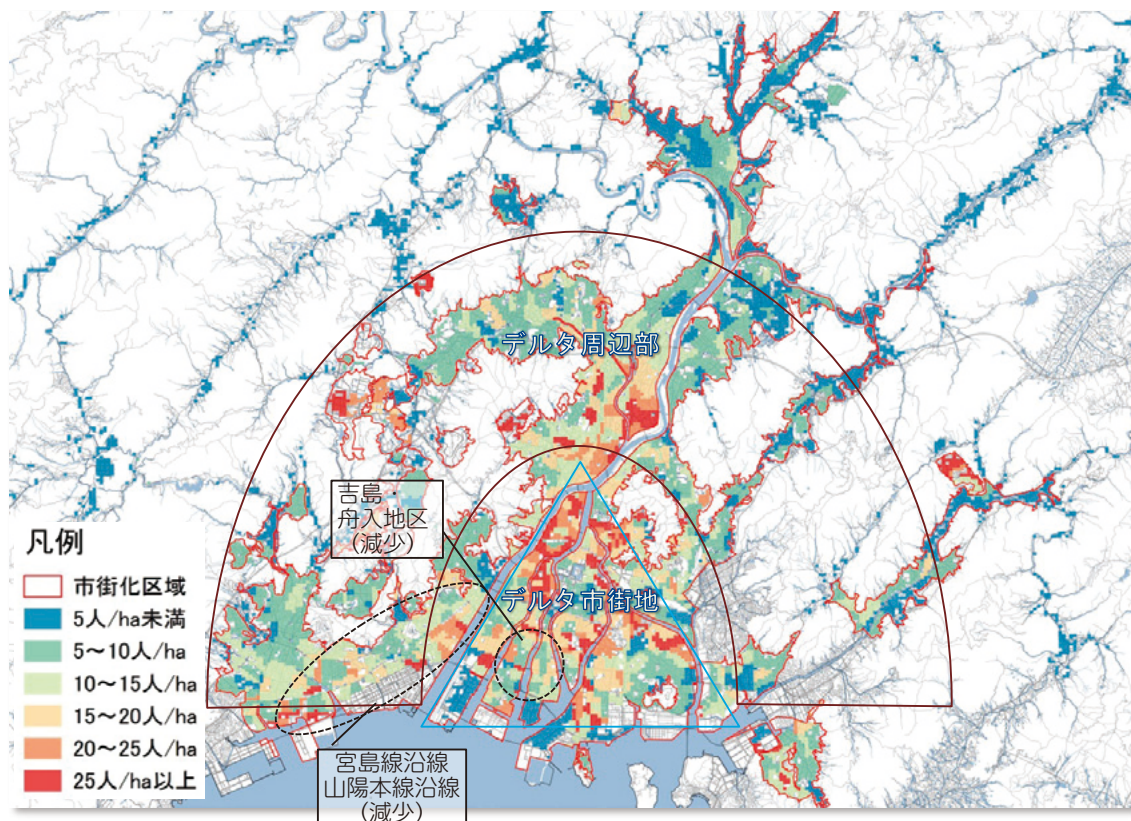 デルタ周辺部
吉島・
舟入地区
(減少)
デルタ市街地
宮島線沿線
山陽本線沿線
(減少)
凡例
市街化区域
5人/ha未満
5~10人/ha
10~15人/ha
15~20人/ha
20~25人/ha
25人/ha以上